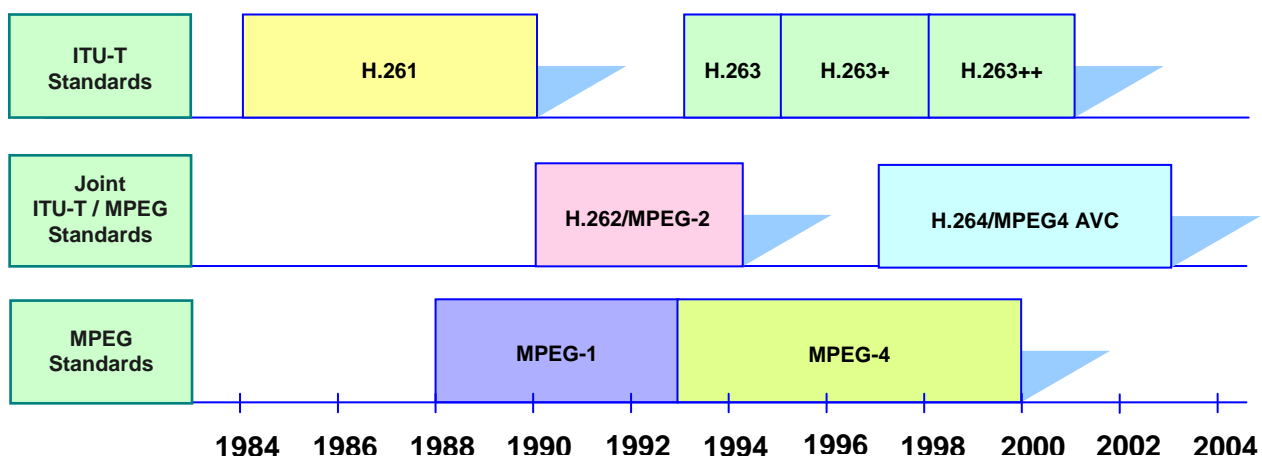 ITU-T
Standards
H.261
H.263
H.263+
H.263++
Joint
ITU-T / MPEG
Standards
H.262/MPEG-2
H.264/MPEG4 AVC
MPEG
Standards
MPEG-1
MPEG-4
1984 1986 1988 1990 1992 1994 1996 1998 2000 2002 2004